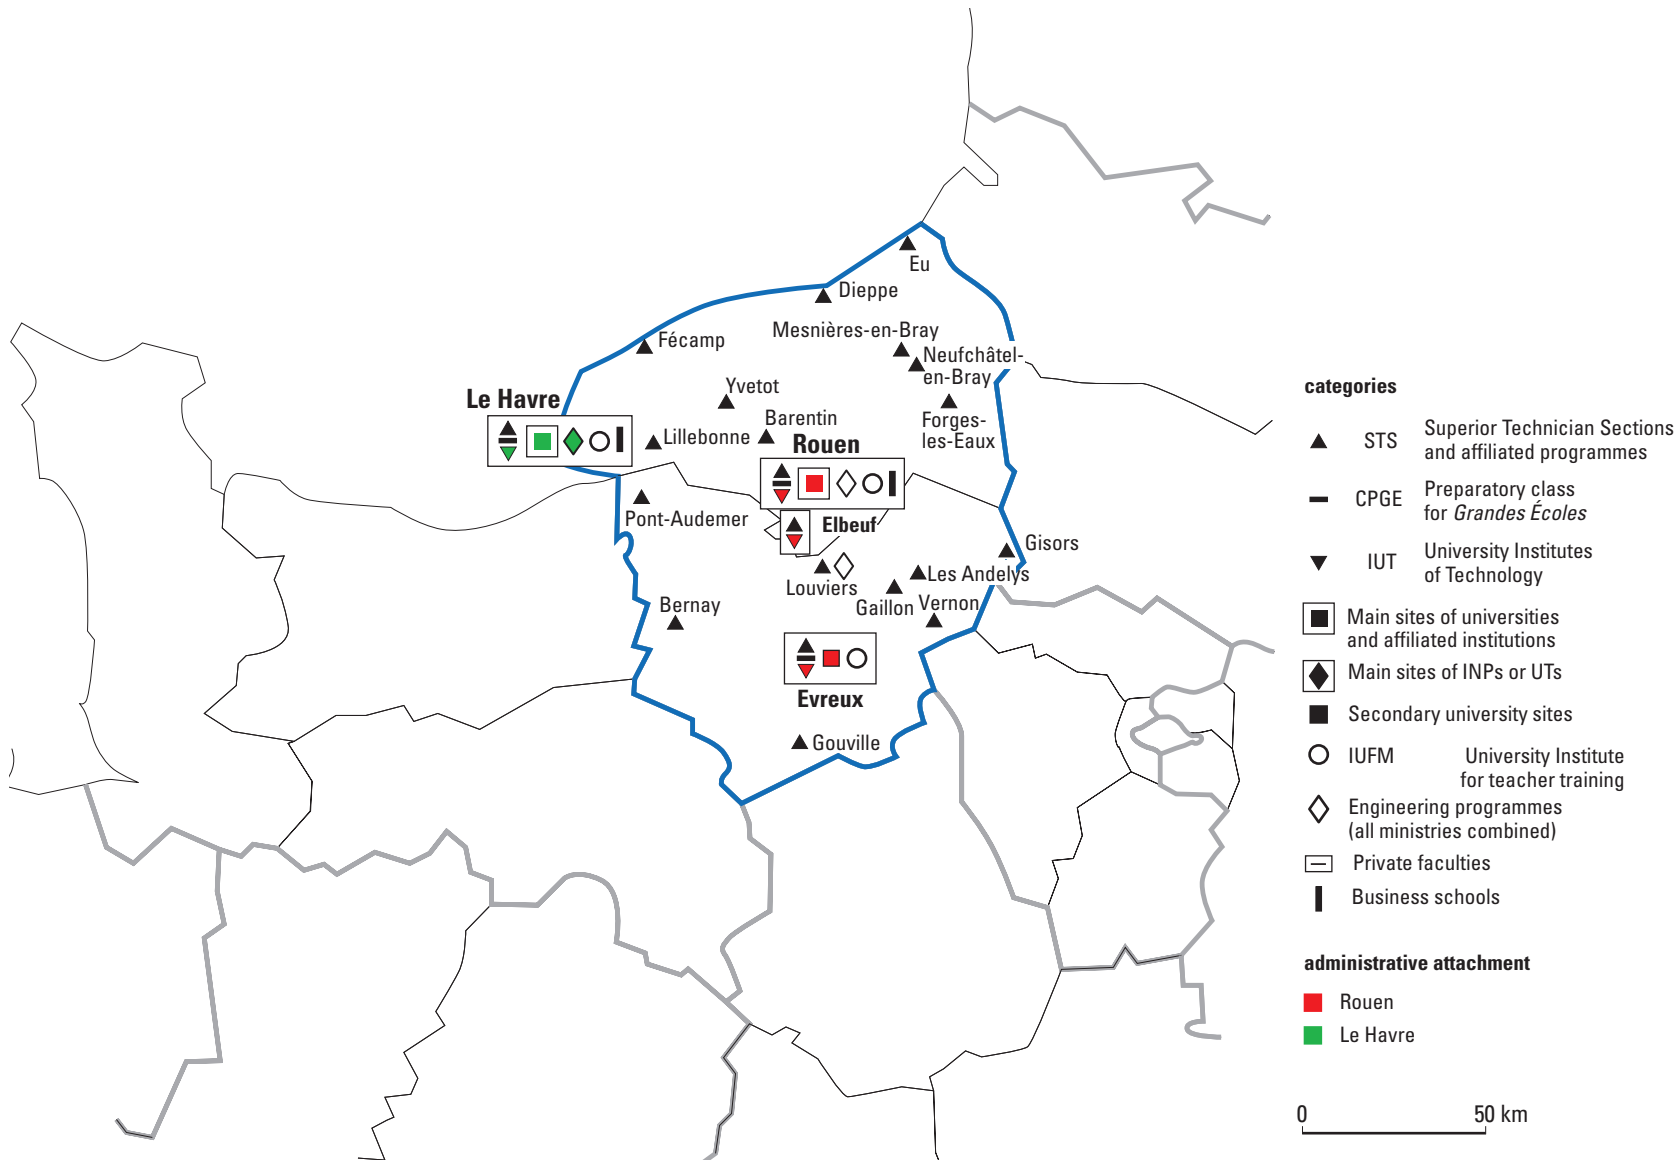 Eu
Dieppe
Fécamp
Mesnières-en-Bray
Neufchâtel-
en-Bray
Yvetot
Le Havre
Barentin
Forges-
les-Eaux
Lillebonne
Rouen
Pont-Audemer
Elbeuf
Gisors
Les Andelys
Louviers
Gaillon
Vernon
Bernay
Evreux
Gouville
categories
STS Superior Technician Sections
and affiliated programmes
CPGE Preparatory class
for Grandes Écoles
IUT University Institutes
of Technology
Main sites of universities
and affiliated institutions
Main sites of INPs or UTs
Secondary university sites
IUFM University Institute
for teacher training
Engineering programmes
(all ministries combined)
Private faculties
Business schools
administrative attachment
Rouen
Le Havre
0 50 km